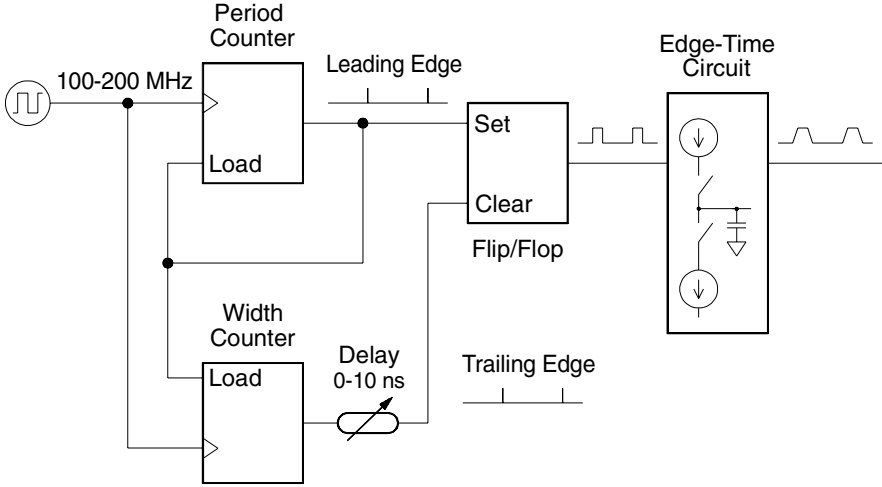 Period
Counter
100-200 MHz
Load
Leading Edge
Set
Clear
Flip/Flop
Edge-Time
Circuit
Width
Counter
Load
Delay
0-10 ns
Trailing Edge